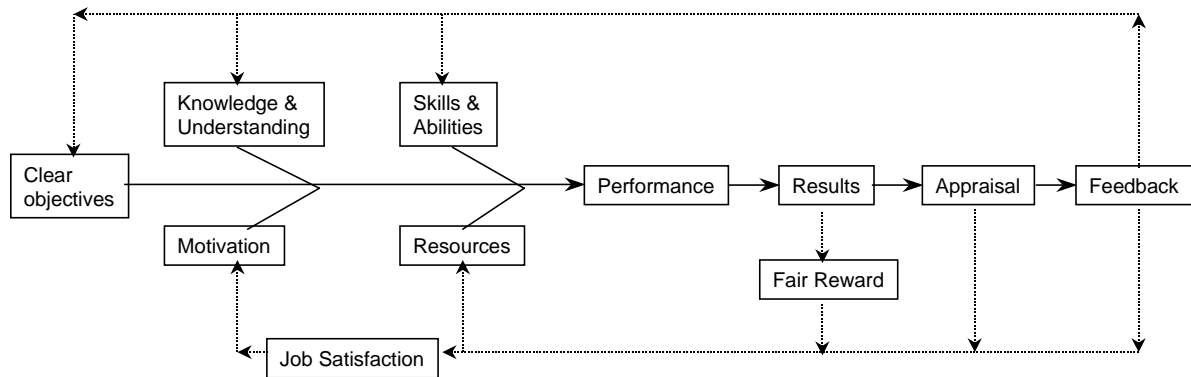 Knowledge &
Understanding
Skills &
Abilities
Clear
objectives
Performance
Results
Appraisal
Feedback
Motivation
Resources
Fair Reward
Job Satisfaction